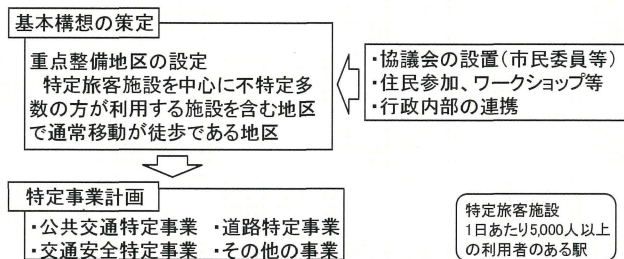 基本構想の策定
重点整備地区の設定
特定旅客施設を中心に不特定多
数の方が利用する施設を含む地区
で通常移動が徒歩である地区
・協議会の設置（市民委員等）
・住民参加、ワークショップ等
・行政内部の連携
特定事業計画
・公共交通特定事業 ・道路特定事業
・交通安全特定事業 ・その他の事業
特定旅客施設
1日あたり5,000人以上
の利用者のある駅